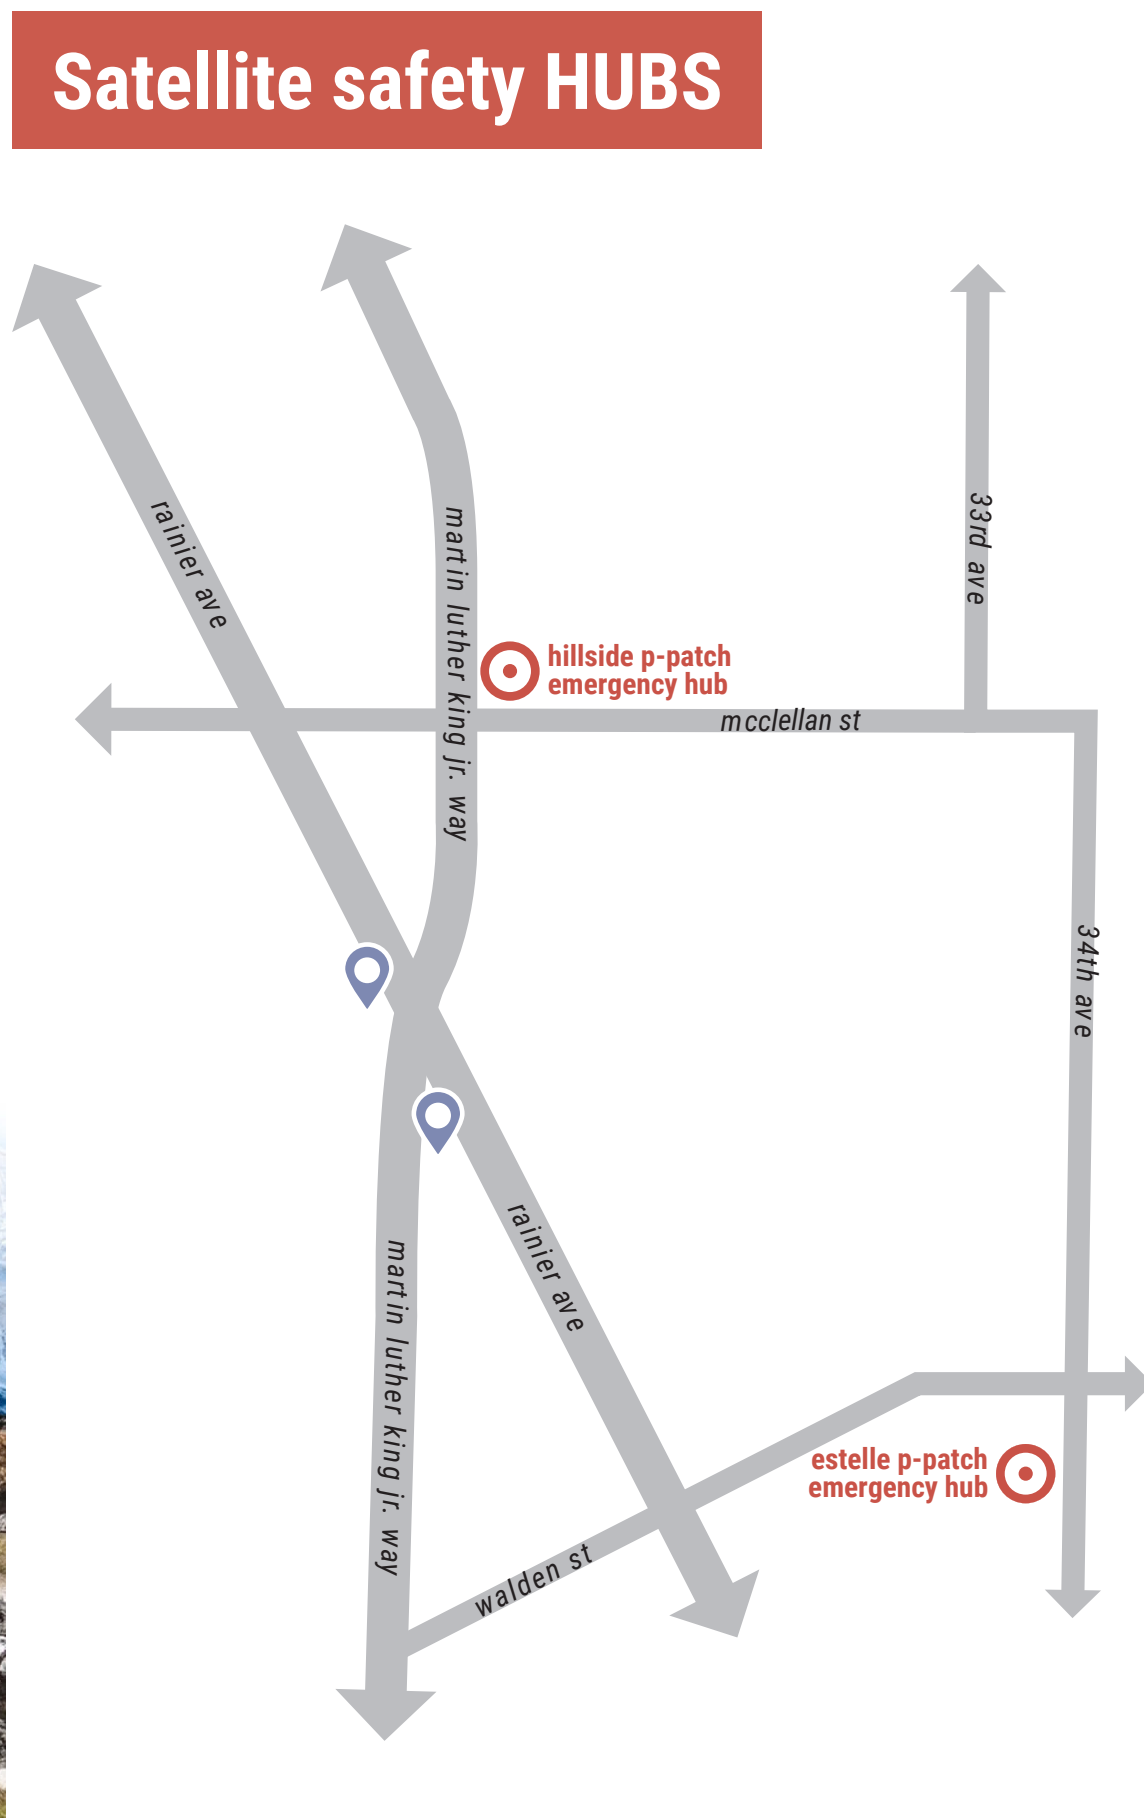 Satellite safety HUBS
rainier ave
martin luther king jr. way
33rd ave
hillside p-patch
emergency hub
mcclellan st
34th ave
rainier ave
martin luther king jr. way
estelle p-patch
emergency hub
walden st